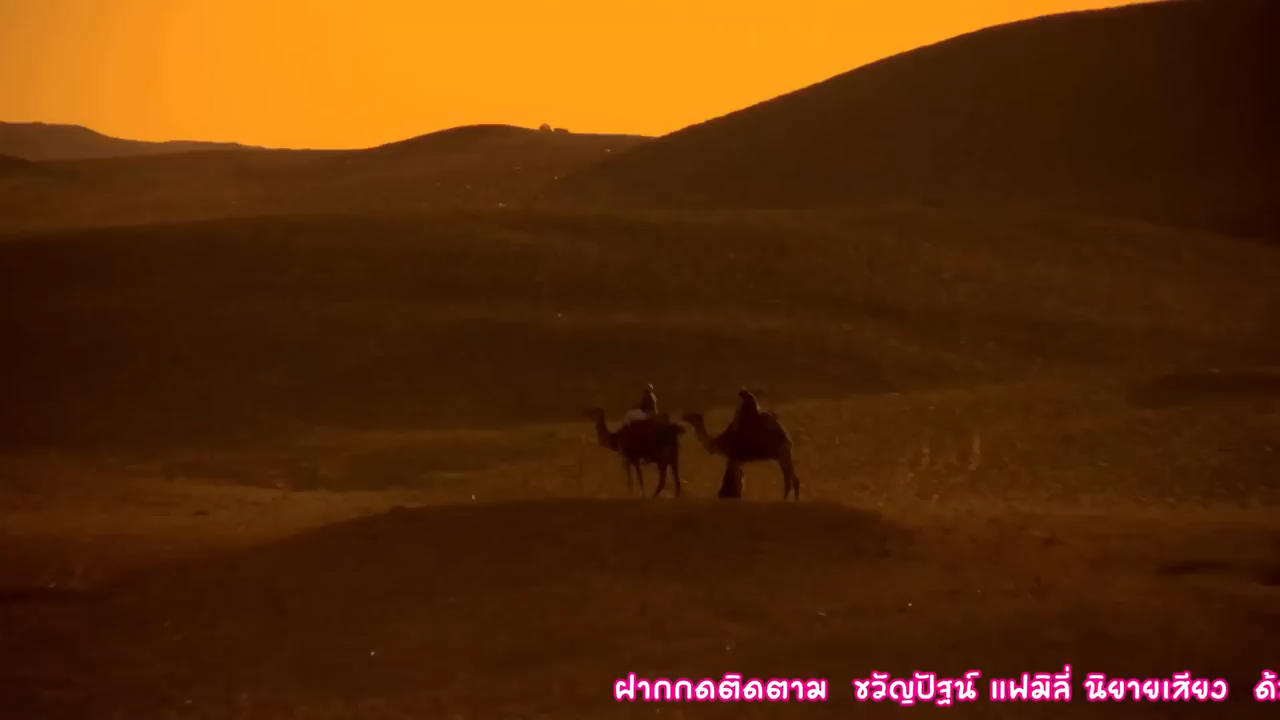 ฝากกดติดตาม ขวัญปัฐน์ แฟมิลี่ นิยายเสียง